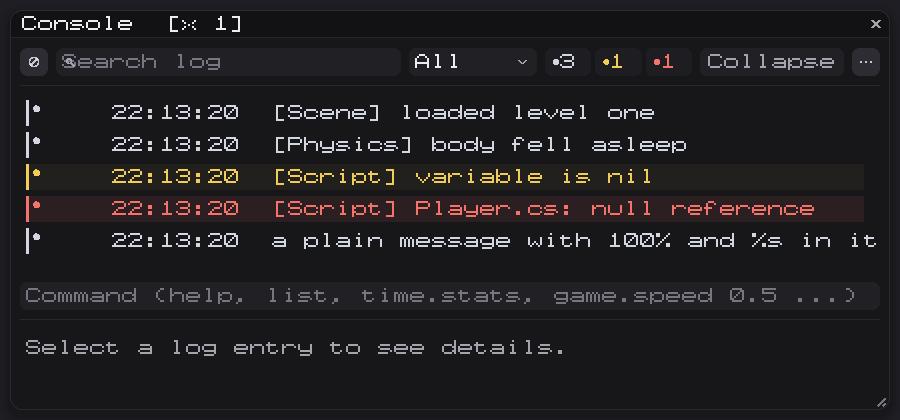 Console [x 1]
Search log All 3 1 1 Collapse ...
22:13:20 [Scene] loaded level one
22:13:20 [Physics] body fell asleep
22:13:20 [Script] variable is nil
22:13:20 [Script] Player.cs: null reference
22:13:20 a plain message with 100% and %s in it
Command (help, list, time.stats, game.speed 0.5 ...)
Select a log entry to see details.